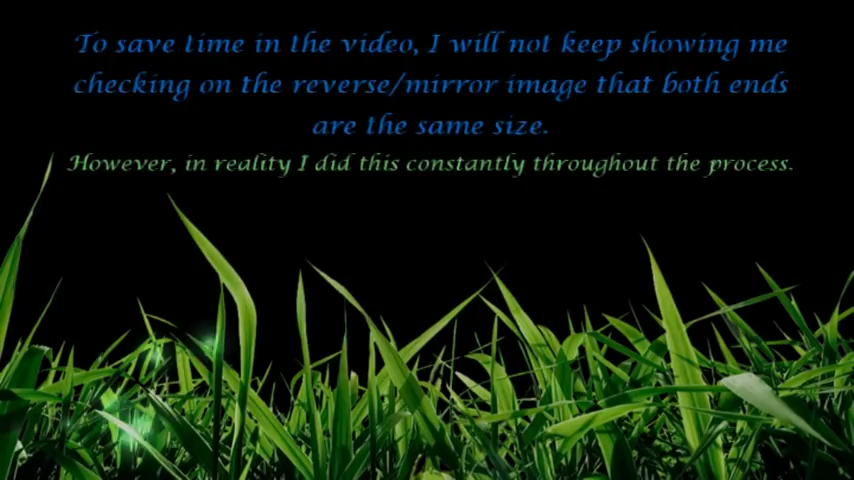 To save time in the video, I will not keep showing me
checking on the reverse/mirror image that both ends
are the same size.
However, in reality I did this constantly throughout the process.